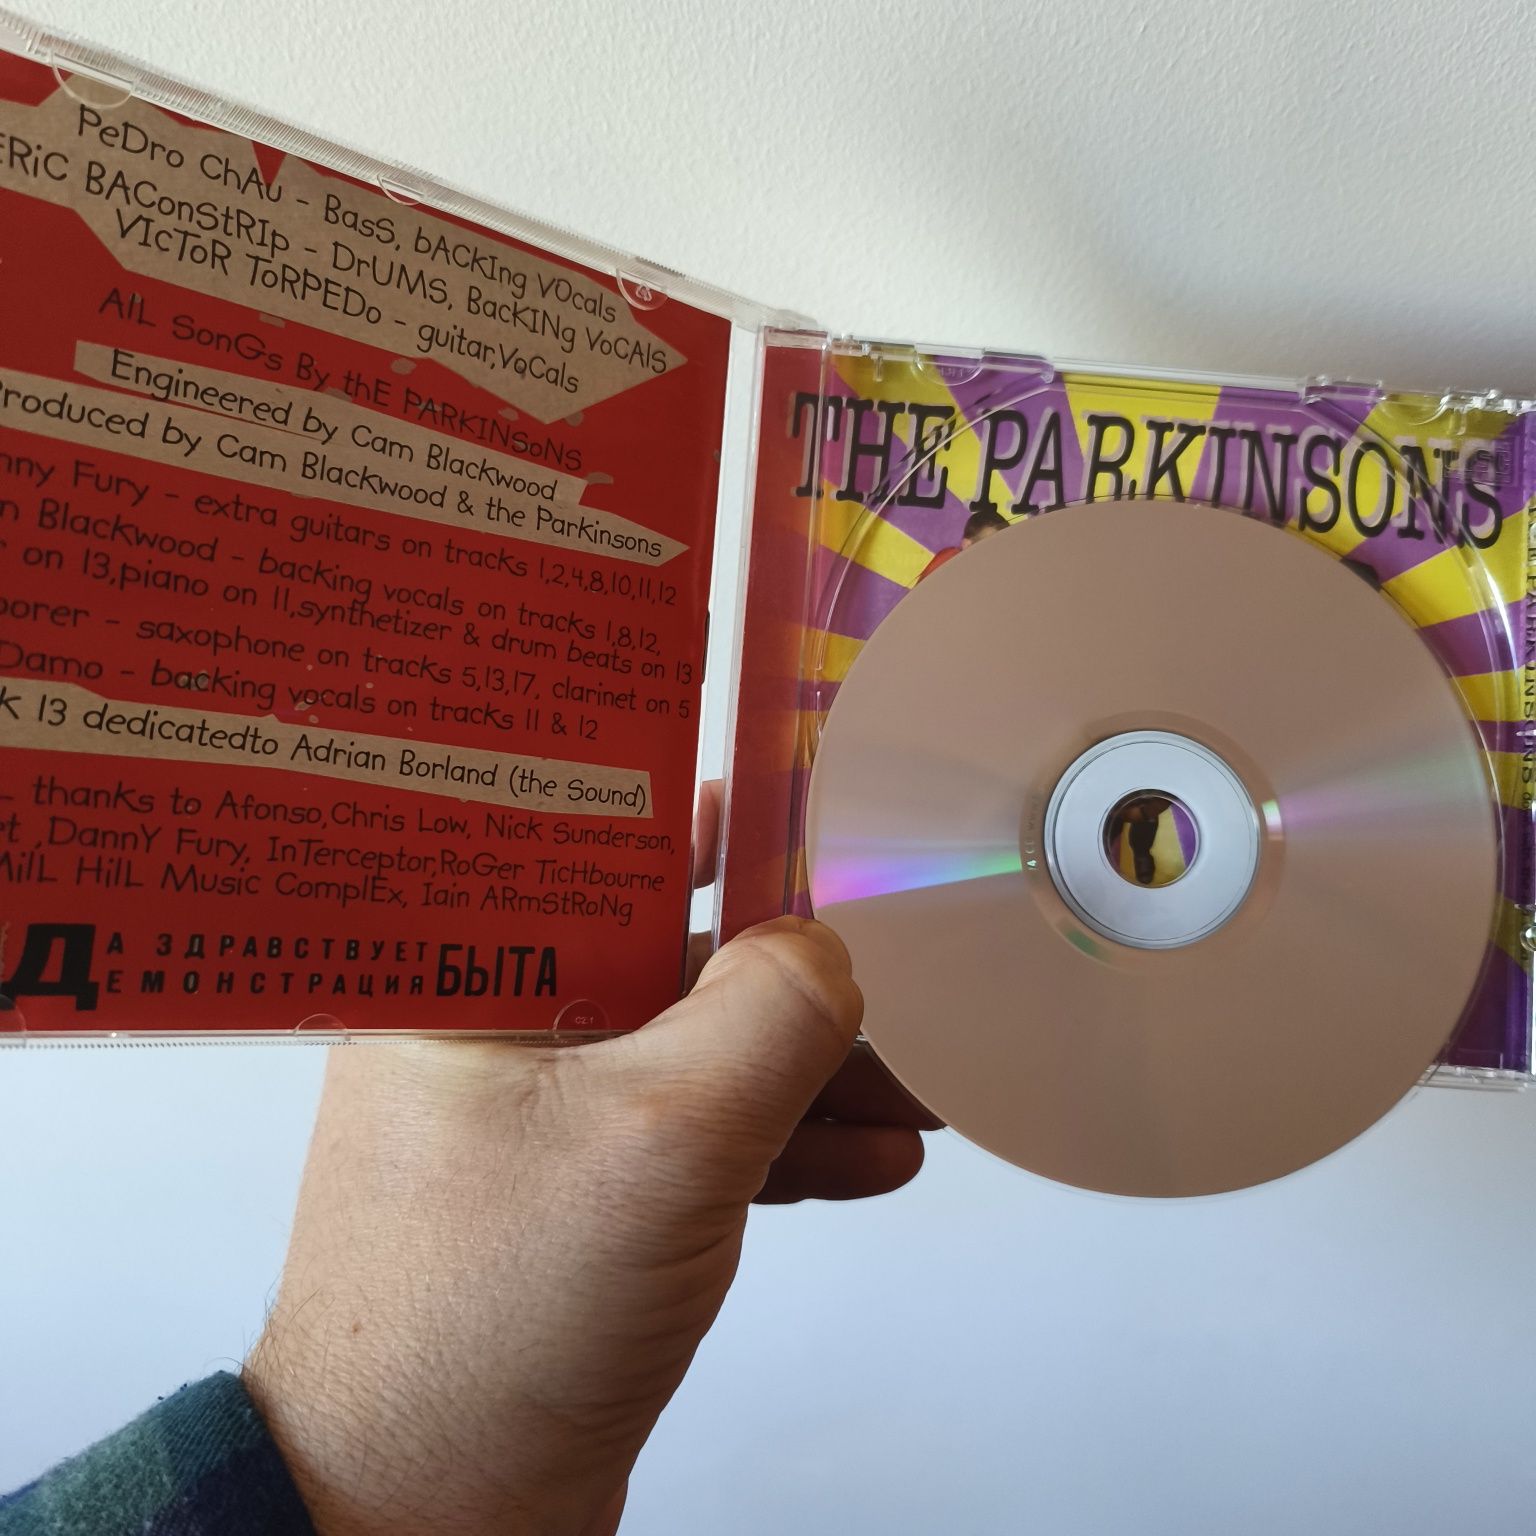 PeDro ChAu - BasS, bACKIng vOcals
ERiC BAConStRIp - DrUMS, BacKINg VoCAlS
VIcToR ToRPEDo - guitar,VoCals
AlL SonGs By thE PARKINSoNS
Engineered by Cam Blackwood
Produced by Cam Blackwood & the Parkinsons
Fury - extra guitars on tracks 1,2,4,8,10,11,12
Blackwood - backing vocals on tracks 1,8,12,
on 13,piano on 11,synthetizer & drum beats on 13
- saxophone on tracks 5,13,17, clarinet on 5
Damo - backing vocals on tracks 11 & 12
13 dedicatedto Adrian Borland (the Sound)
thanks to Afonso,Chris Low, Nick Sunderson,
,DannY Fury, InTerceptor,RoGer TicHbourne
MilL HilL Music ComplEx, Iain ARmStRoNg
ДА ЗДРАВСТВУЕТ
ДЕМОНСТРАЦИЯ БЫТА
THE PARKINSONS